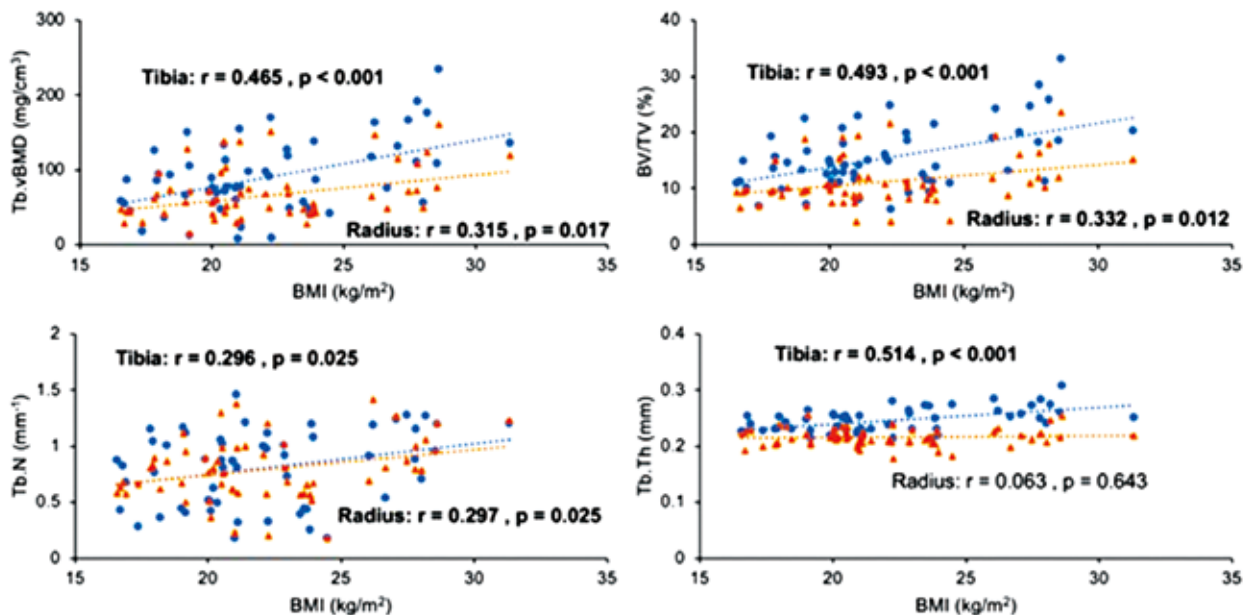 Tb.vBMD (mg/cm³)
300
200
100
0
Tibia: r = 0.465 , p < 0.001
Radius: r = 0.315 , p = 0.017
15 20 25 30 35
BMI (kg/m²)
BV/TV (%)
40
30
20
10
0
Tibia: r = 0.493 , p < 0.001
Radius: r = 0.332 , p = 0.012
15 20 25 30 35
BMI (kg/m²)
Tb.N (mm⁻¹)
2
1.5
1
0.5
0
Tibia: r = 0.296 , p = 0.025
Radius: r = 0.297 , p = 0.025
15 20 25 30 35
BMI (kg/m²)
Tb.Th (mm)
0.4
0.3
0.2
0.1
0
Tibia: r = 0.514 , p < 0.001
Radius: r = 0.063 , p = 0.643
15 20 25 30 35
BMI (kg/m²)